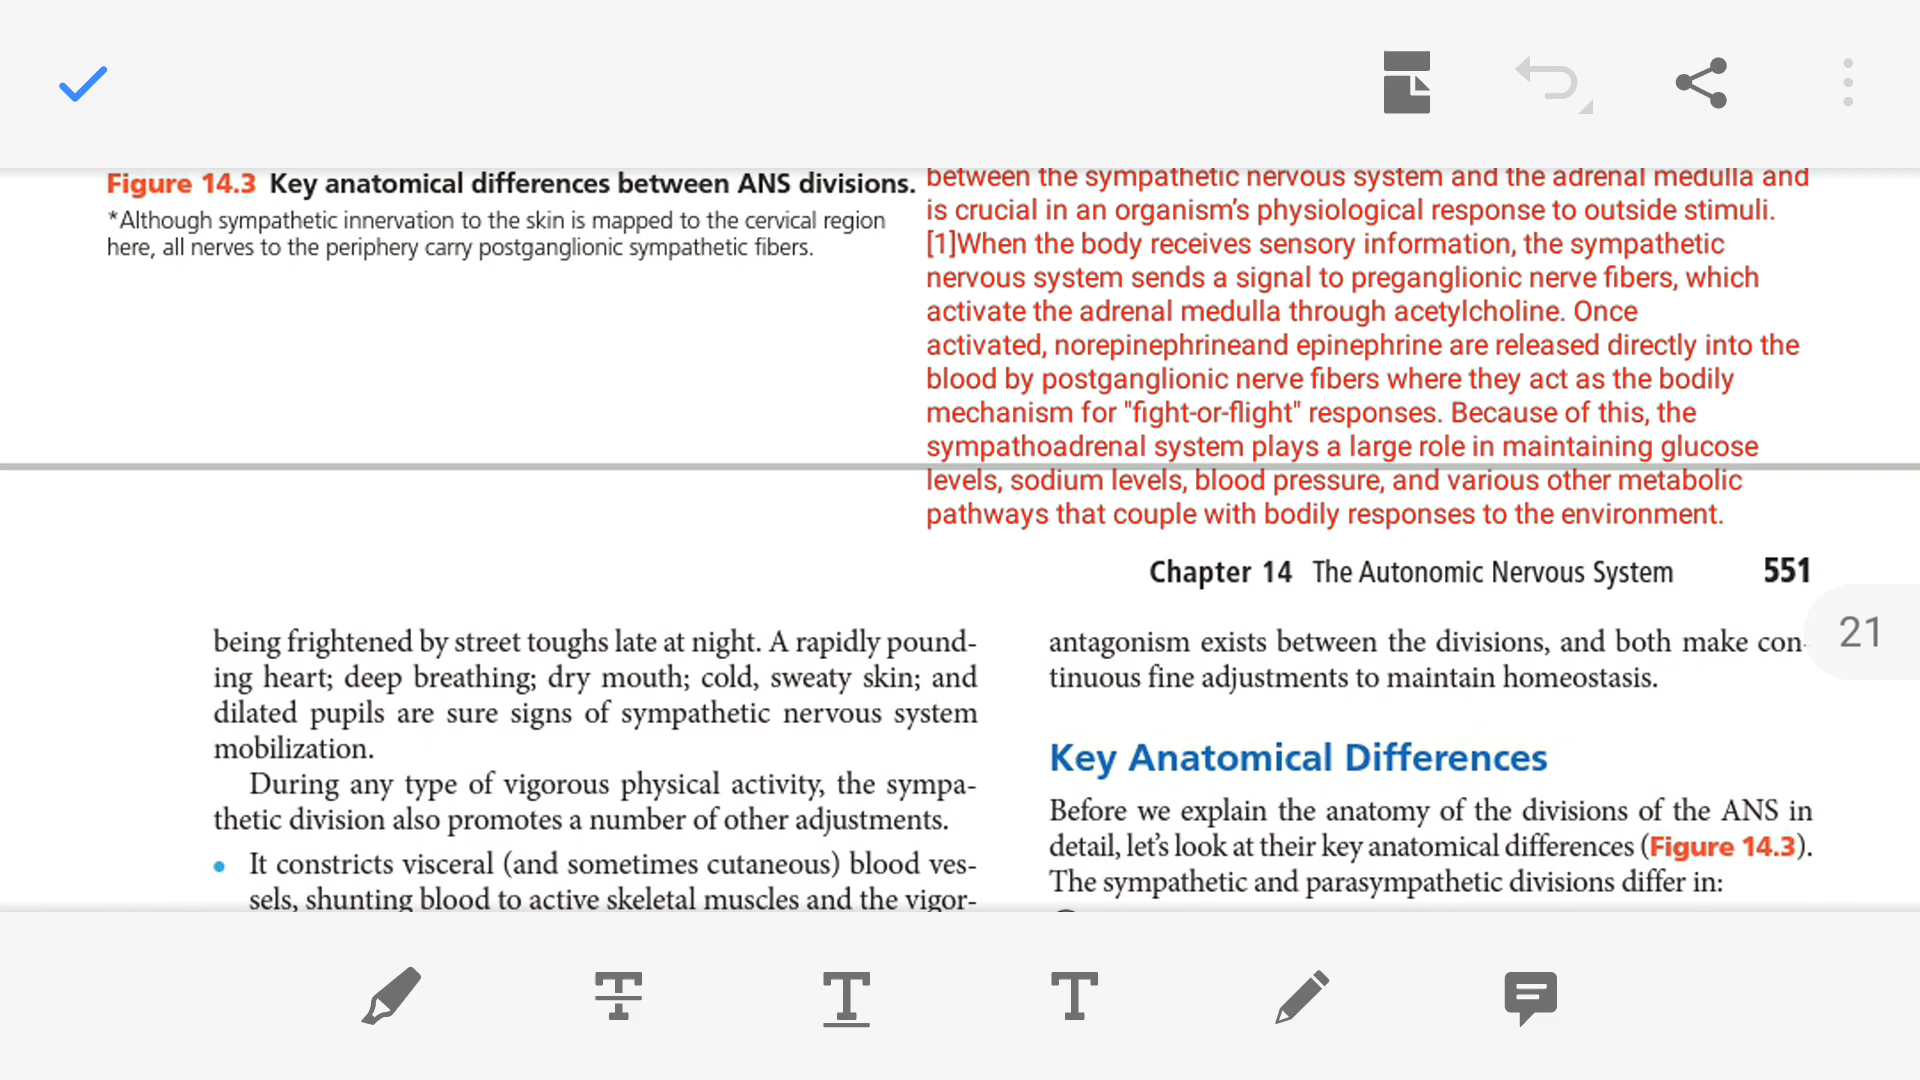 Figure 14.3 Key anatomical differences between ANS divisions.
*Although sympathetic innervation to the skin is mapped to the cervical region
here, all nerves to the periphery carry postganglionic sympathetic fibers.
between the sympathetic nervous system and the adrenal medulla and
is crucial in an organism's physiological response to outside stimuli.
[1]When the body receives sensory information, the sympathetic
nervous system sends a signal to preganglionic nerve fibers, which
activate the adrenal medulla through acetylcholine. Once
activated, norepinephrineand epinephrine are released directly into the
blood by postganglionic nerve fibers where they act as the bodily
mechanism for "fight-or-flight" responses. Because of this, the
sympathoadrenal system plays a large role in maintaining glucose
levels, sodium levels, blood pressure, and various other metabolic
pathways that couple with bodily responses to the environment.
Chapter 14 The Autonomic Nervous System 551
21
being frightened by street toughs late at night. A rapidly pound-
ing heart; deep breathing; dry mouth; cold, sweaty skin; and
dilated pupils are sure signs of sympathetic nervous system
mobilization.
During any type of vigorous physical activity, the sympa-
thetic division also promotes a number of other adjustments.
• It constricts visceral (and sometimes cutaneous) blood ves-
sels, shunting blood to active skeletal muscles and the vigor-
antagonism exists between the divisions, and both make con-
tinuous fine adjustments to maintain homeostasis.
Key Anatomical Differences
Before we explain the anatomy of the divisions of the ANS in
detail, let's look at their key anatomical differences (Figure 14.3).
The sympathetic and parasympathetic divisions differ in: